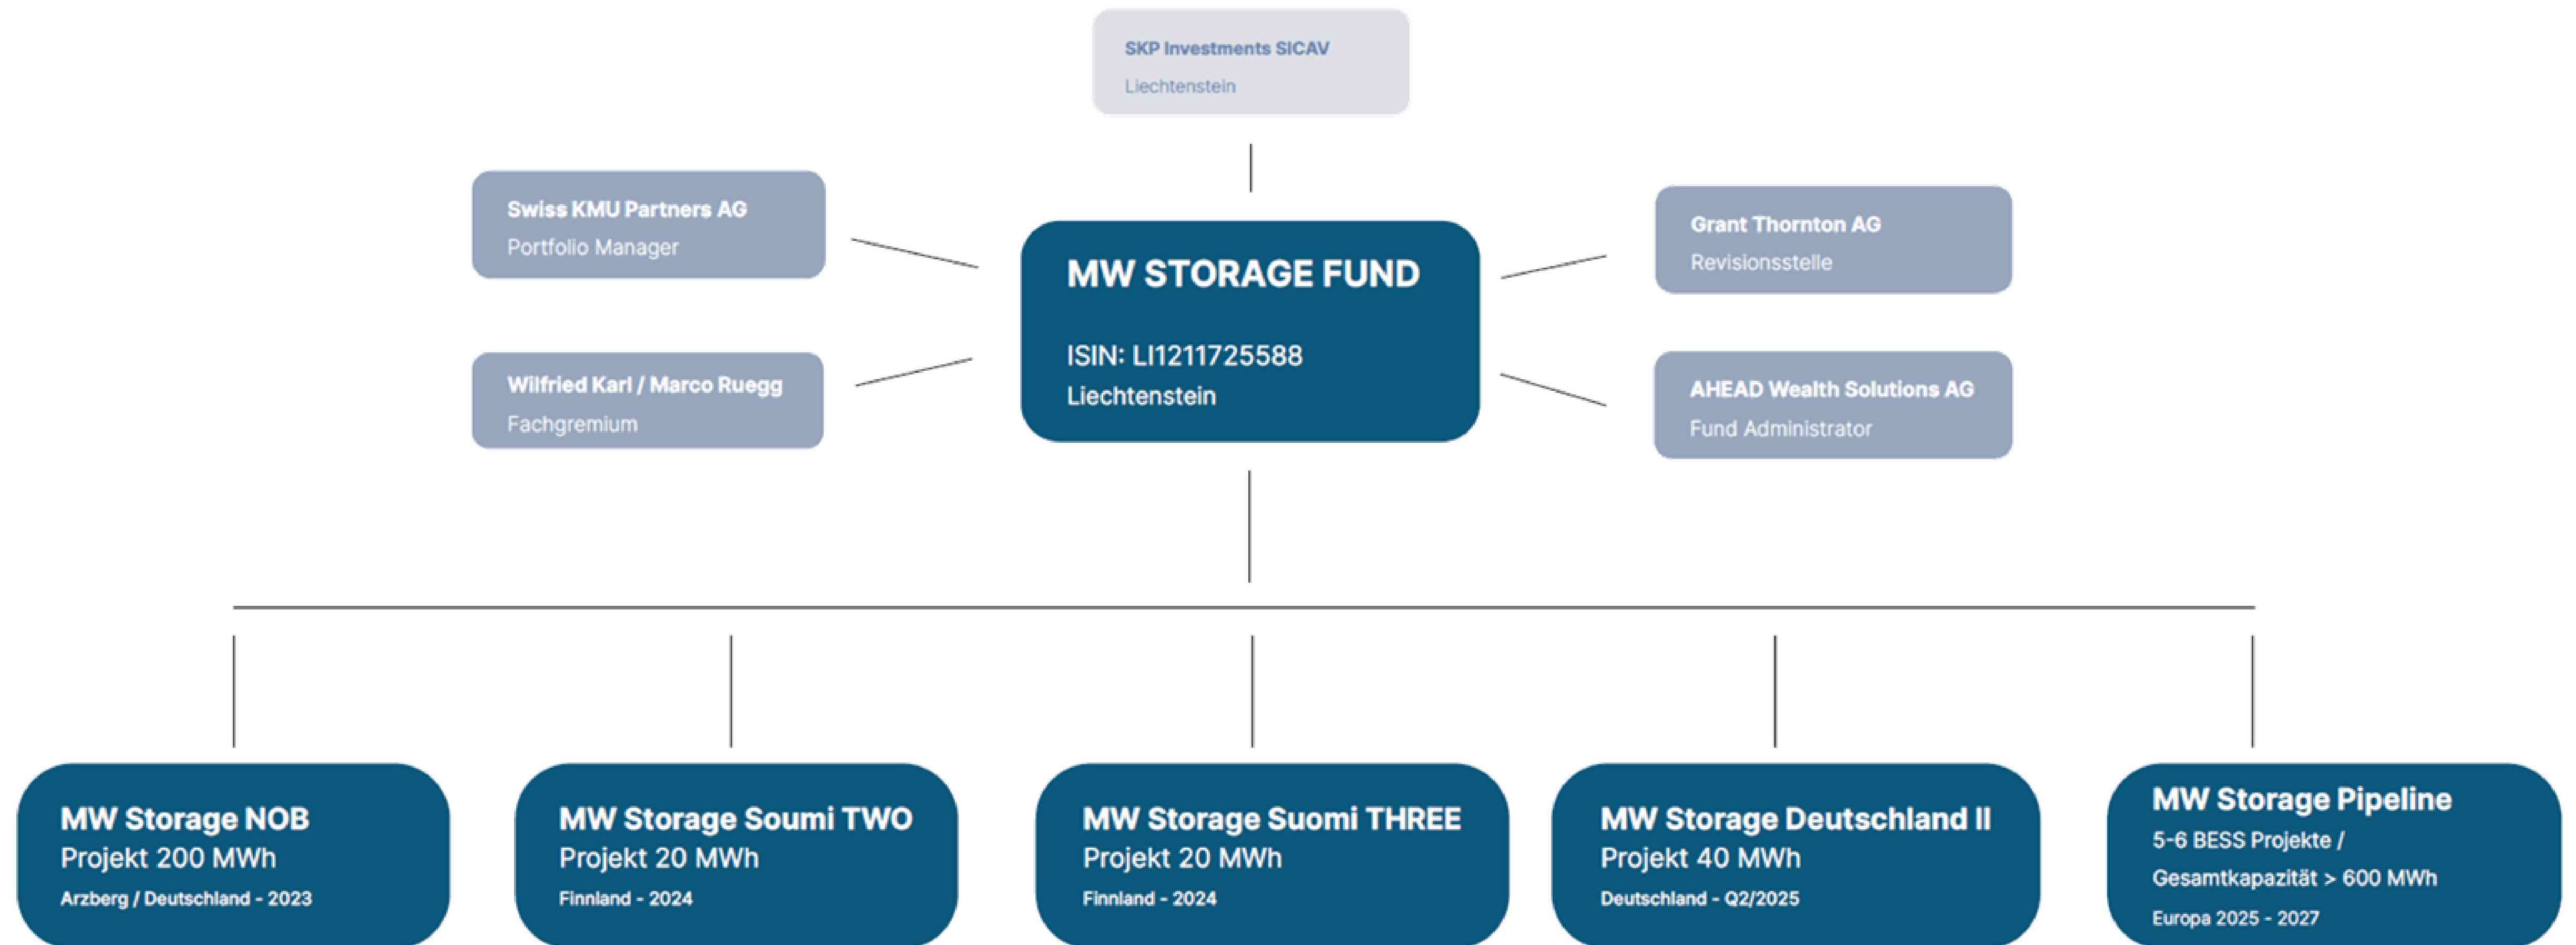 SKP Investments SICAV
Liechtenstein
Swiss KMU Partners AG
Portfolio Manager
Wilfried Karl / Marco Ruegg
Fachgremium
MW STORAGE FUND
ISIN: LI1211725588
Liechtenstein
Grant Thornton AG
Revisionsstelle
AHEAD Wealth Solutions AG
Fund Administrator
MW Storage NOB
Projekt 200 MWh
Arzberg / Deutschland - 2023
MW Storage Soumi TWO
Projekt 20 MWh
Finnland - 2024
MW Storage Suomi THREE
Projekt 20 MWh
Finnland - 2024
MW Storage Deutschland II
Projekt 40 MWh
Deutschland - Q2/2025
MW Storage Pipeline
5-6 BESS Projekte /
Gesamtkapazität > 600 MWh
Europa 2025 - 2027